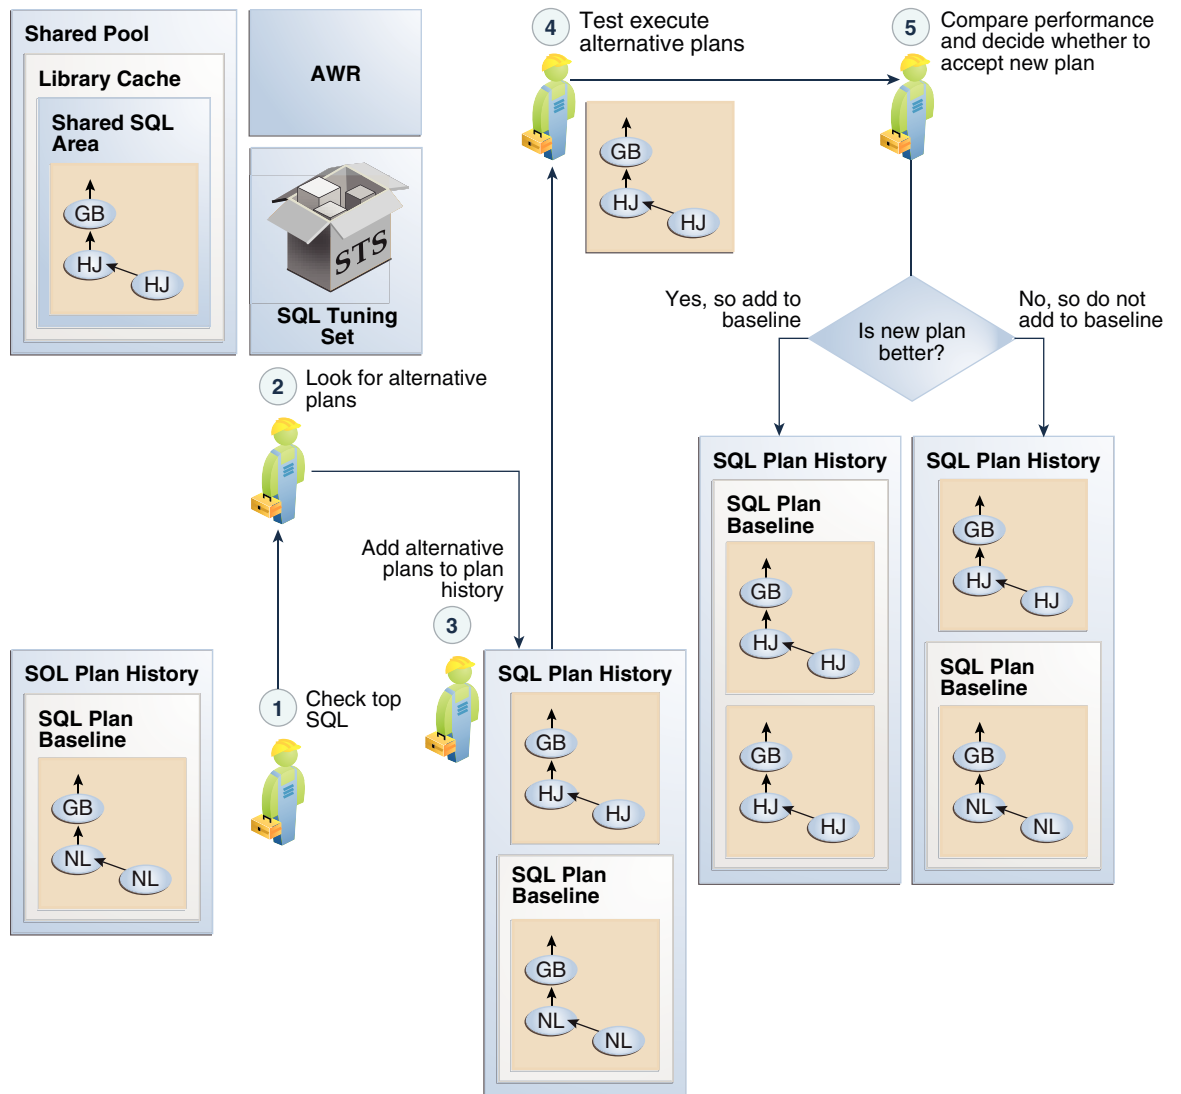 Shared Pool
Library Cache
Shared SQL
Area
GB
HJ
HJ
AWR
STS
SQL Tuning
Set
4
Test execute
alternative plans
GB
HJ
HJ
5
Compare performance
and decide whether to
accept new plan
Yes, so add to
baseline
Is new plan
better?
No, so do not
add to baseline
2
Look for alternative
plans
Add alternative
plans to plan
history
3
1
Check top
SQL
SOL Plan History
SQL Plan
Baseline
GB
NL
NL
SQL Plan History
GB
HJ
HJ
SQL Plan
Baseline
GB
NL
NL
SQL Plan History
SQL Plan
Baseline
GB
HJ
HJ
GB
HJ
HJ
SQL Plan History
GB
HJ
HJ
SQL Plan
Baseline
GB
NL
NL